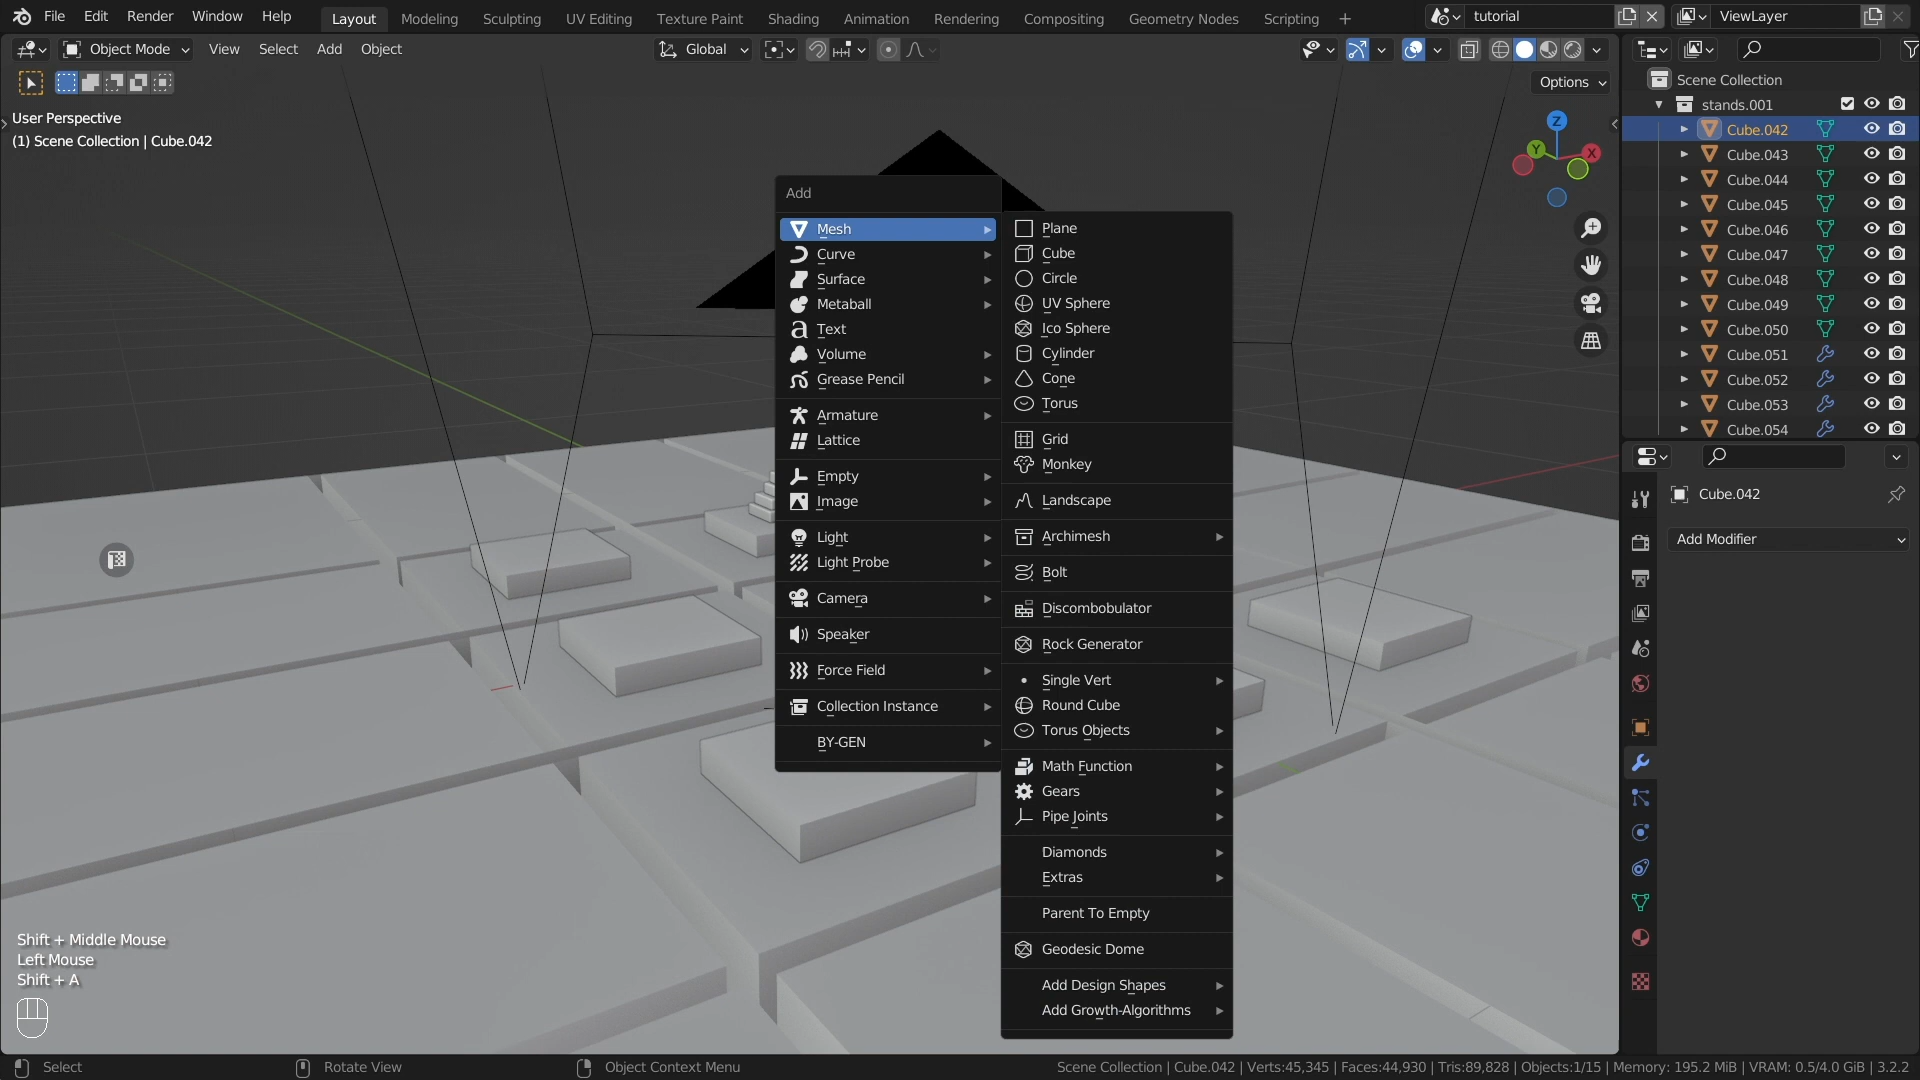 File Edit Render Window Help Layout Modeling Sculpting UV Editing Texture Paint Shading Animation Rendering Compositing Geometry Nodes Scripting + tutorial ViewLayer
Object Mode View Select Add Object Global
Options
User Perspective
(1) Scene Collection | Cube.042
Z
Y
X
Add
Mesh
Curve
Surface
Metaball
Text
Volume
Grease Pencil
Armature
Lattice
Empty
Image
Light
Light Probe
Camera
Speaker
Force Field
Collection Instance
BY-GEN
Plane
Cube
Circle
UV Sphere
Ico Sphere
Cylinder
Cone
Torus
Grid
Monkey
Landscape
Archimesh
Bolt
Discombobulator
Rock Generator
Single Vert
Round Cube
Torus Objects
Math Function
Gears
Pipe Joints
Diamonds
Extras
Parent To Empty
Geodesic Dome
Add Design Shapes
Add Growth-Algorithms
Scene Collection
stands.001
Cube.042
Cube.043
Cube.044
Cube.045
Cube.046
Cube.047
Cube.048
Cube.049
Cube.050
Cube.051
Cube.052
Cube.053
Cube.054
Cube.042
Add Modifier
Shift + Middle Mouse
Left Mouse
Shift + A
Select Rotate View Object Context Menu Scene Collection | Cube.042 | Verts:45,345 | Faces:44,930 | Tris:89,828 | Objects:1/15 | Memory: 195.2 MiB | VRAM: 0.5/4.0 GiB | 3.2.2